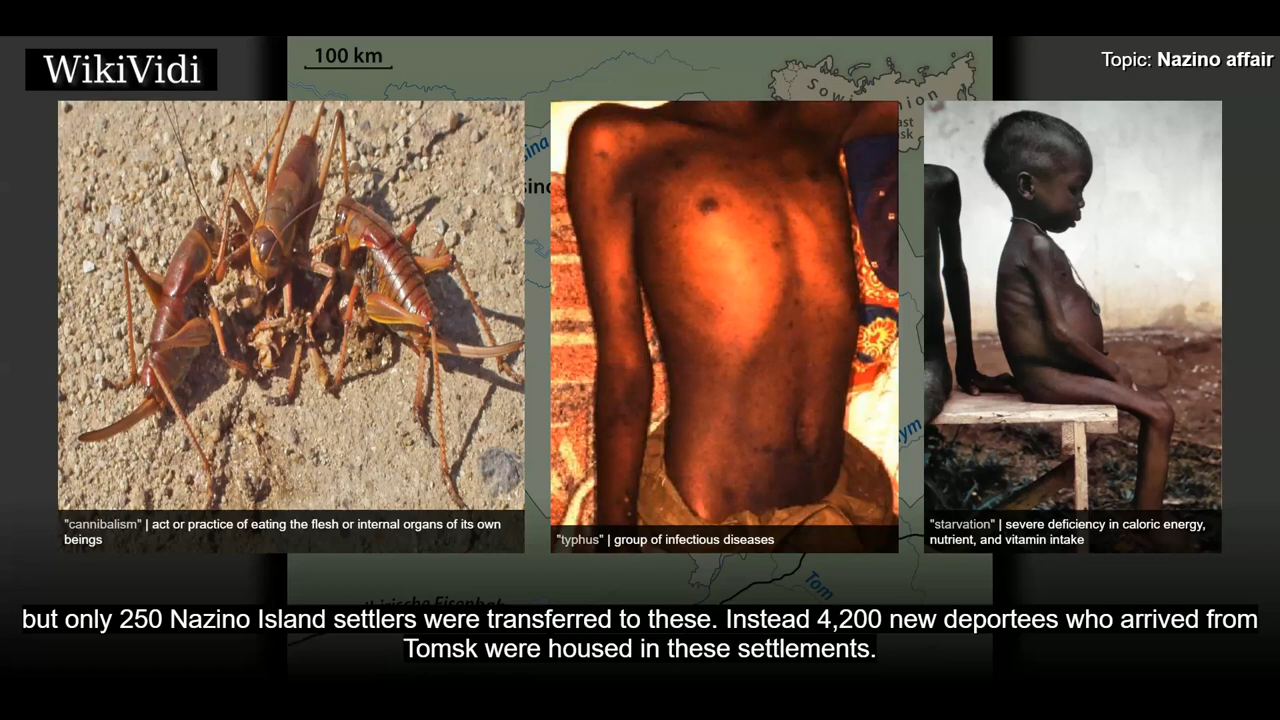 WikiVidi
100 km
Topic: Nazino affair
"cannibalism" | act or practice of eating the flesh or internal organs of its own
beings
"typhus" | group of infectious diseases
"starvation" | severe deficiency in caloric energy,
nutrient, and vitamin intake
Tom
but only 250 Nazino Island settlers were transferred to these. Instead 4,200 new deportees who arrived from
Tomsk were housed in these settlements.